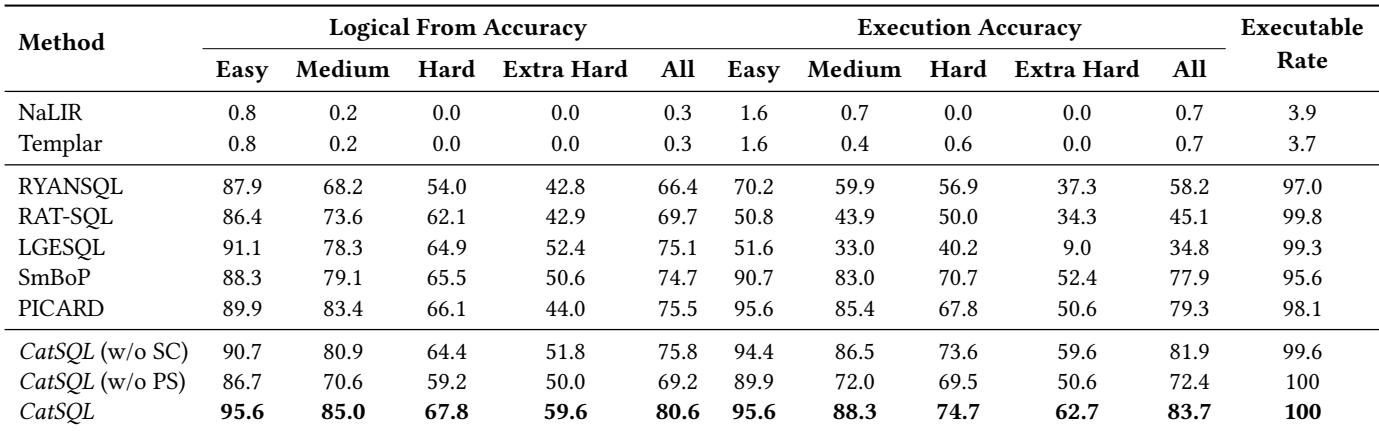 Method Logical From Accuracy Execution Accuracy Executable Rate
Easy Medium Hard Extra Hard All Easy Medium Hard Extra Hard All
NaLIR 0.8 0.2 0.0 0.0 0.3 1.6 0.7 0.0 0.0 0.7 3.9
Templar 0.8 0.2 0.0 0.0 0.3 1.6 0.4 0.6 0.0 0.7 3.7
RYANSQL 87.9 68.2 54.0 42.8 66.4 70.2 59.9 56.9 37.3 58.2 97.0
RAT-SQL 86.4 73.6 62.1 42.9 69.7 50.8 43.9 50.0 34.3 45.1 99.8
LGESQL 91.1 78.3 64.9 52.4 75.1 51.6 33.0 40.2 9.0 34.8 99.3
SmBoP 88.3 79.1 65.5 50.6 74.7 90.7 83.0 70.7 52.4 77.9 95.6
PICARD 89.9 83.4 66.1 44.0 75.5 95.6 85.4 67.8 50.6 79.3 98.1
CatSQL (w/o SC) 90.7 80.9 64.4 51.8 75.8 94.4 86.5 73.6 59.6 81.9 99.6
CatSQL (w/o PS) 86.7 70.6 59.2 50.0 69.2 89.9 72.0 69.5 50.6 72.4 100
CatSQL 95.6 85.0 67.8 59.6 80.6 95.6 88.3 74.7 62.7 83.7 100